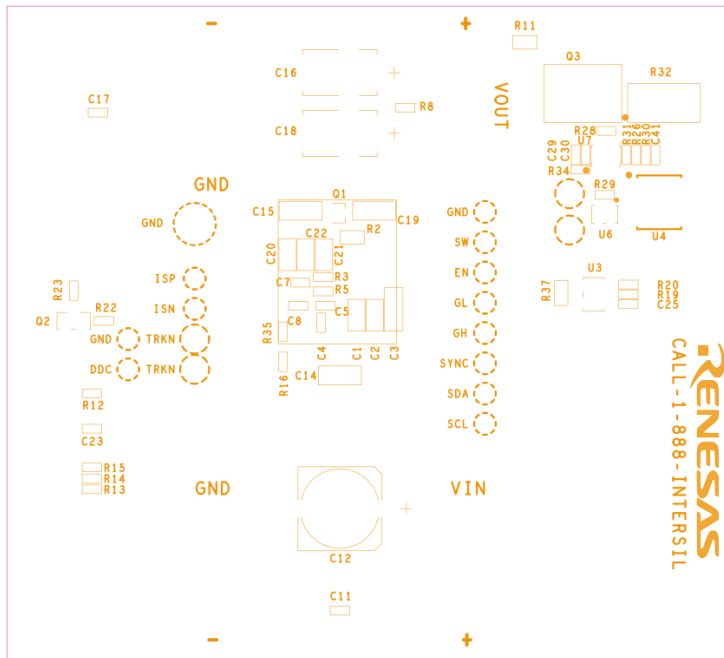 - +
R11
Q3
R32
C16
C17
R8
VOUT
C18
R28
U7
R31
R26
R30
C41
C29
C30
R34
GND
Q1
R29
C15
C19
GND
GND
U6
U4
C22
R2
SW
C20
C21
ISP
R3
EN
U3
C7
R23
R5
R37
R20
R19
C25
ISN
GL
C8
C5
Q2
R22
R35
GND
TRKN
C4
C1
C2
C3
GH
DDC
TRKN
R16
C14
SYNC
R12
SDA
SCL
C23
R15
R14
R13
GND
VIN
C12
C11
- +
RENESAS
CALL-1-888-INTERSIL